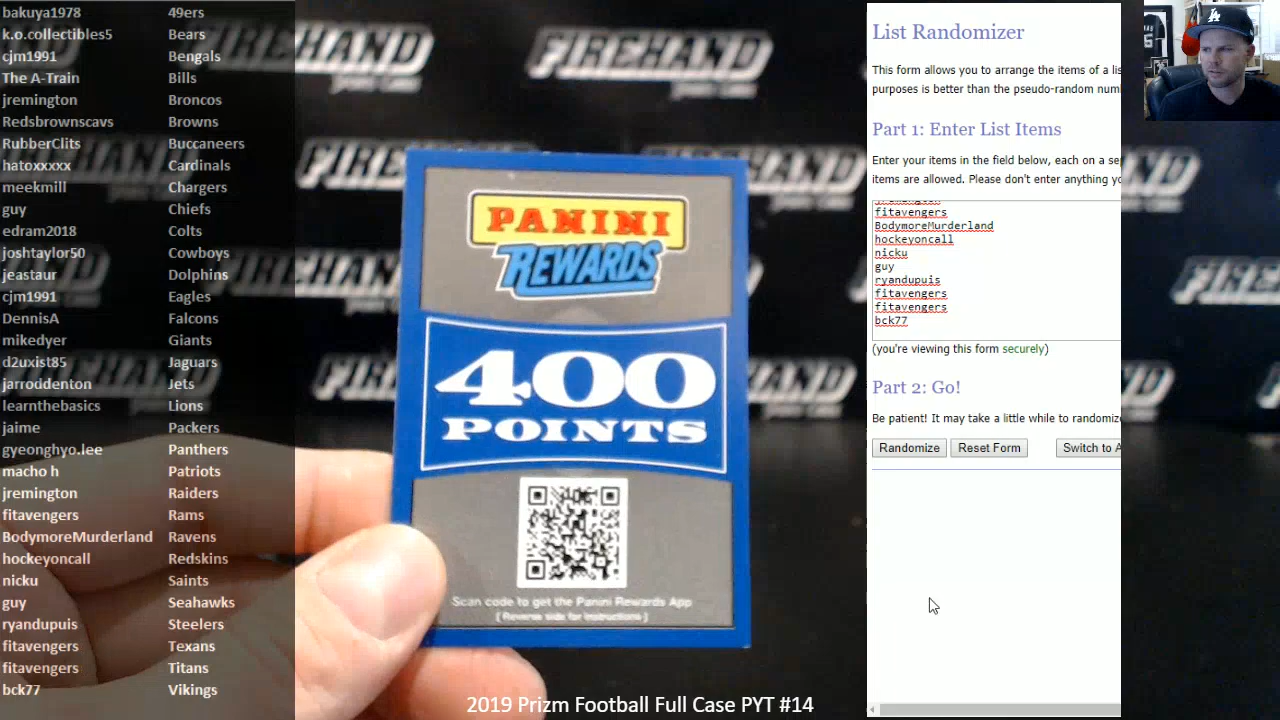 bakuya1978 49ers
k.o.collectibles5 Bears
cjm1991 Bengals
The A-Train Bills
jremington Broncos
Redsbrownscavs Browns
RubberClits Buccaneers
hatoxxxxx Cardinals
meekmill Chargers
guy Chiefs
edram2018 Colts
joshtaylor50 Cowboys
jeastaur Dolphins
cjm1991 Eagles
DennisA Falcons
mikedyer Giants
d2uxist85 Jaguars
jarroddenton Jets
learnthebasics Lions
jaime Packers
gyeonghyo.lee Panthers
macho h Patriots
jremington Raiders
fitavengers Rams
BodymoreMurderland Ravens
hockeyoncall Redskins
nicku Saints
guy Seahawks
ryandupuis Steelers
fitavengers Texans
fitavengers Titans
bck77 Vikings
FIREHAND
FIREHAND
PANINI
REWARDS
400
POINTS
Scan code to get the Panini Rewards App
[ Reverse side for Instructions ]
2019 Prizm Football Full Case PYT #14
List Randomizer
This form allows you to arrange the items of a lis
purposes is better than the pseudo-random num
Part 1: Enter List Items
Enter your items in the field below, each on a se
items are allowed. Please don't enter anything yo
fitavengers
BodymoreMurderland
hockeyoncall
nicku
guy
ryandupuis
fitavengers
fitavengers
bck77
(you're viewing this form securely)
Part 2: Go!
Be patient! It may take a little while to randomize
Randomize Reset Form Switch to A
LA